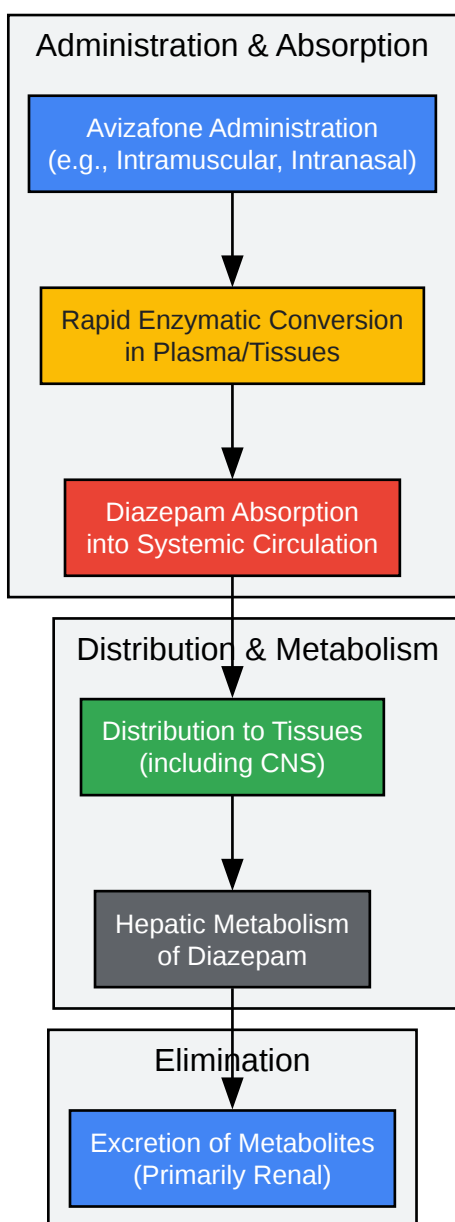 Administration & Absorption
Avizafone Administration
(e.g., Intramuscular, Intranasal)
Rapid Enzymatic Conversion
in Plasma/Tissues
Diazepam Absorption
into Systemic Circulation
Distribution & Metabolism
Distribution to Tissues
(including CNS)
Hepatic Metabolism
of Diazepam
Elimination
Excretion of Metabolites
(Primarily Renal)